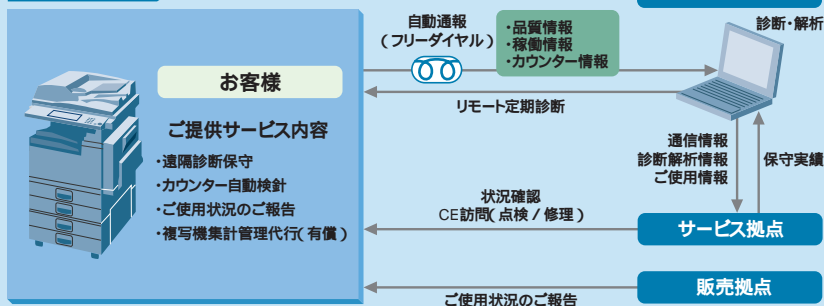 自動通報
(フリーダイヤル)
・品質情報
・稼働情報
・カウンター情報
診断・解析
お客様
リモート定期診断
ご提供サービス内容
・遠隔診断保守
・カウンター自動検針
・ご使用状況のご報告
・複写機集計管理代行(有償)
通信情報
診断解析情報
ご使用情報
保守実績
状況確認
CE訪問(点検/修理)
サービス拠点
販売拠点
ご使用状況のご報告